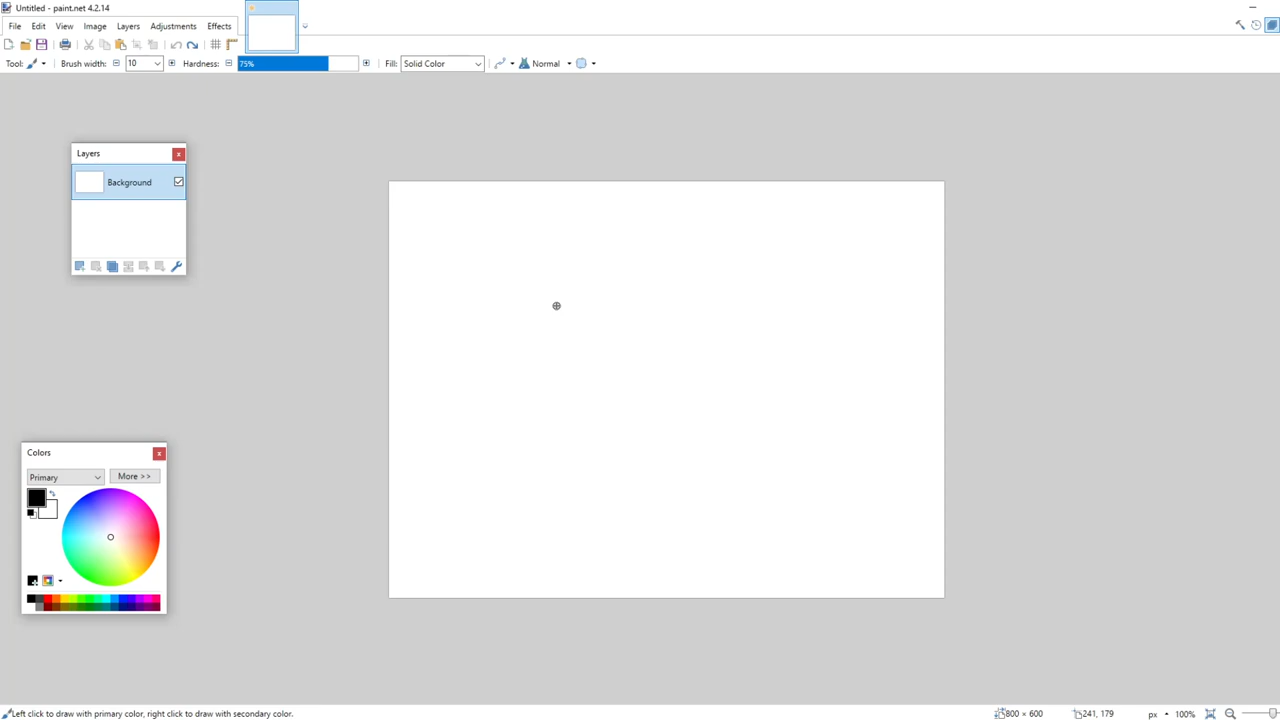 Untitled - paint.net 4.2.14
File Edit View Image Layers Adjustments Effects
Tool: Brush width: 10 Hardness: 75% Fill: Solid Color Normal
Layers
Background
Colors
Primary More >>
Left click to draw with primary color, right click to draw with secondary color. 800 × 600 241, 179 px 100%